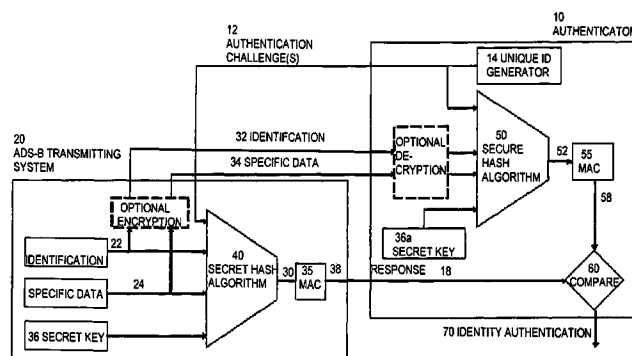 12
AUTHENTICATION
CHALLENGE(S)
10
AUTHENTICATOR
14 UNIQUE ID
GENERATOR
20
ADS-B TRANSMITTING
SYSTEM
32 IDENTIFCATION
34 SPECIFIC DATA
OPTIONAL
DE-
CRYPTION
50
SECURE
HASH
ALGORITHM
52
55
MAC
58
OPTIONAL
ENCRYPTION
36a
SECRET KEY
22
IDENTIFICATION
24
SPECIFIC DATA
36 SECRET KEY
40
SECRET HASH
ALGORITHM
30
35
MAC
38
RESPONSE
18
60
COMPARE
70 IDENTITY AUTHENTICATION